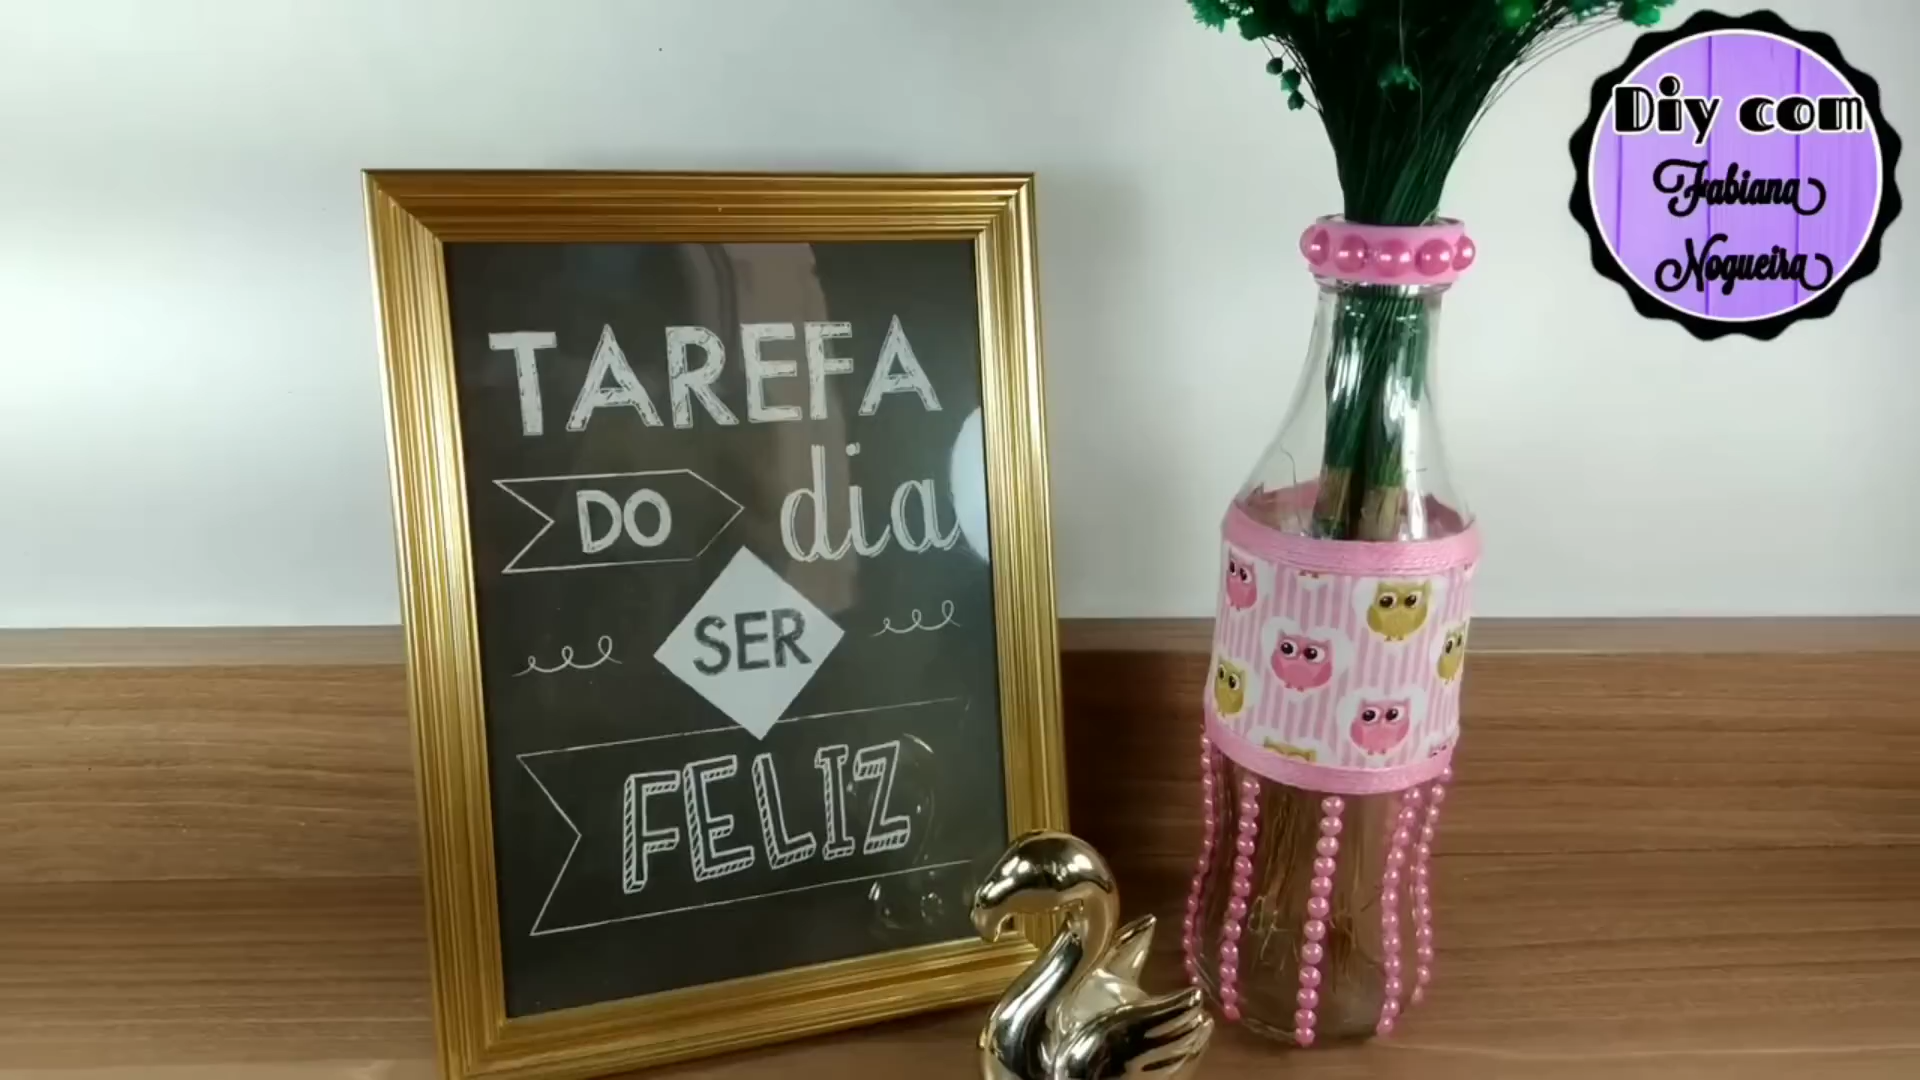 TAREFA
DO dia
SER
FELIZ
Diy com
Fabiana
Nogueira